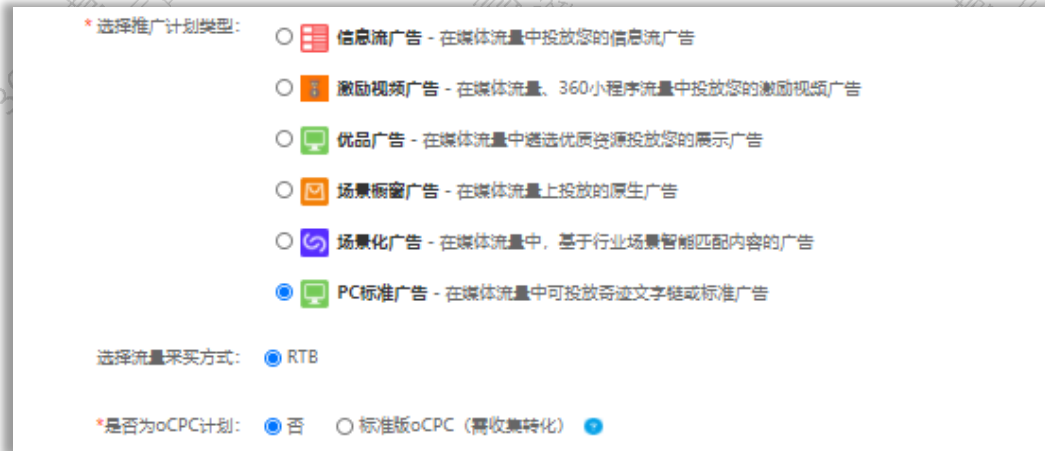 * 选择推广计划类型:
信息流广告 - 在媒体流量中投放您的信息流广告
激励视频广告 - 在媒体流量、360小程序流量中投放您的激励视频广告
优品广告 - 在媒体流量中遴选优质资源投放您的展示广告
场景橱窗广告 - 在媒体流量上投放的原生广告
场景化广告 - 在媒体流量中，基于行业场景智能匹配内容的广告
PC标准广告 - 在媒体流量中可投放奇迹文字链或标准广告
选择流量采买方式: RTB
*是否为oCPC计划: 否 标准版oCPC（需收集转化）